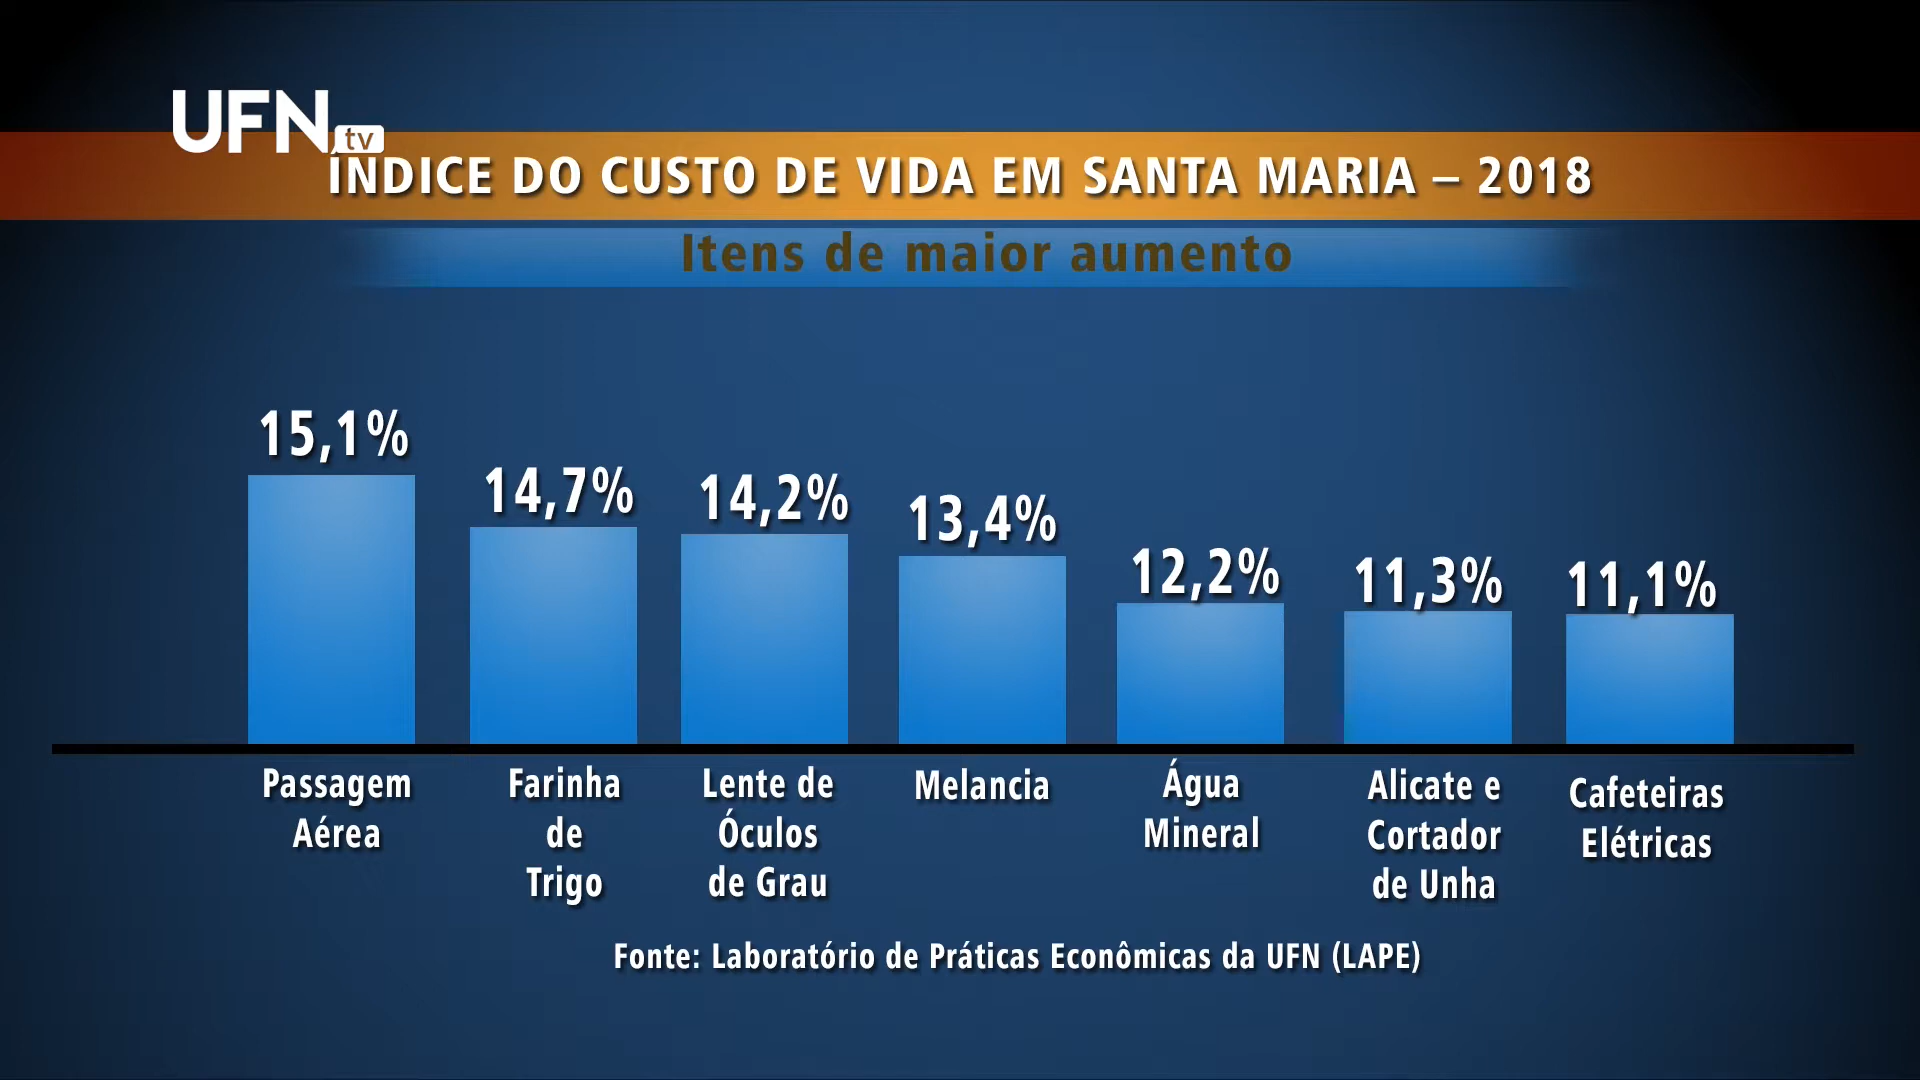 UFN
tv
ÍNDICE DO CUSTO DE VIDA EM SANTA MARIA – 2018
Itens de maior aumento
15,1%
14,7%
14,2%
13,4%
12,2%
11,3%
11,1%
Passagem
Aérea
Farinha
de
Trigo
Lente de
Óculos
de Grau
Melancia
Água
Mineral
Alicate e
Cortador
de Unha
Cafeteiras
Elétricas
Fonte: Laboratório de Práticas Econômicas da UFN (LAPE)